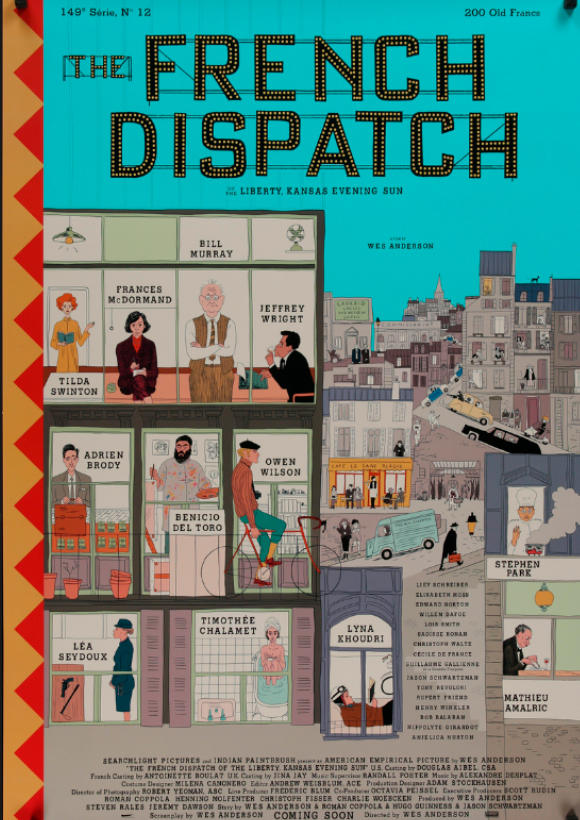 149ᵉ Série, Nº 12
200 Old Francs
THE FRENCH
DISPATCH
OF THE LIBERTY, KANSAS EVENING SUN
WES ANDERSON
BILL
MURRAY
FRANCES
McDORMAND
JEFFREY
WRIGHT
TILDA
SWINTON
ADRIEN
BRODY
OWEN
WILSON
BENICIO
DEL TORO
CAFE LE SANS BLAGUE
STEPHEN
PARK
LÉA
SEYDOUX
TIMOTHÉE
CHALAMET
LYNA
KHOUDRI
MATHIEU
AMALRIC
LIEV SCHREIBER
ELISABETH MOSS
EDWARD NORTON
WILLEM DAFOE
LOIS SMITH
SAOIRSE RONAN
CHRISTOPH WALTZ
CÉCILE DE FRANCE
GUILLAUME GALLIENNE
JASON SCHWARTZMAN
TONY REVOLORI
RUPERT FRIEND
HENRY WINKLER
BOB BALABAN
HIPPOLYTE GIRARDOT
ANJELICA HUSTON
SEARCHLIGHT PICTURES and INDIAN PAINTBRUSH present an AMERICAN EMPIRICAL PICTURE by WES ANDERSON
"THE FRENCH DISPATCH OF THE LIBERTY, KANSAS EVENING SUN" U.S. Casting by DOUGLAS AIBEL CSA
French Casting by ANTOINETTE BOULAT U.K. Casting by JINA JAY Music Supervisor RANDALL POSTER Music by ALEXANDRE DESPLAT
Costume Designer MILENA CANONERO Editor ANDREW WEISBLUM, ACE Production Designer ADAM STOCKHAUSEN
Director of Photography ROBERT YEOMAN, ASC Line Producer FRÉDÉRIC BLUM Co-Producer OCTAVIA PEISSEL Executive Producers SCOTT RUDIN
ROMAN COPPOLA HENNING MOLFENTER CHRISTOPH FISSER CHARLIE WOEBCKEN Produced by WES ANDERSON
STEVEN RALES JEREMY DAWSON Story by WES ANDERSON & ROMAN COPPOLA & HUGO GUINNESS & JASON SCHWARTZMAN
Screenplay by WES ANDERSON COMING SOON Directed by WES ANDERSON